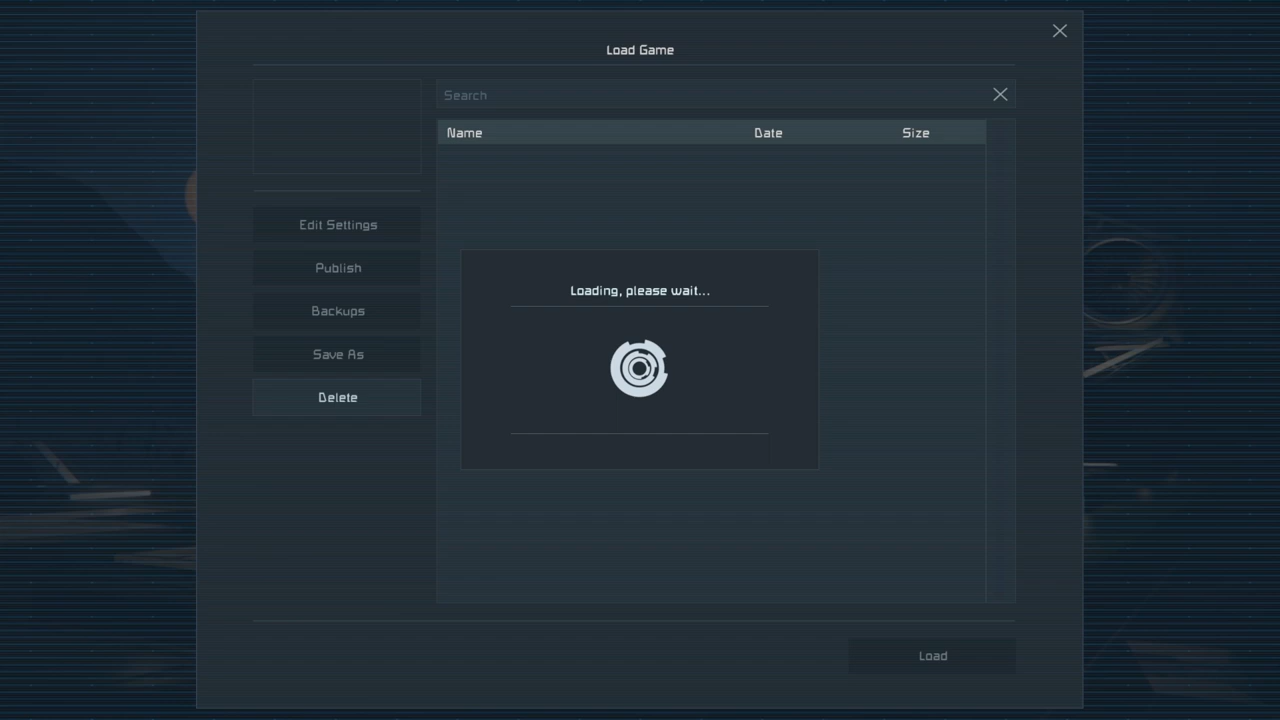 Load Game
Search
Name Date Size
Edit Settings
Publish
Backups
Save As
Delete
Loading, please wait...
Load